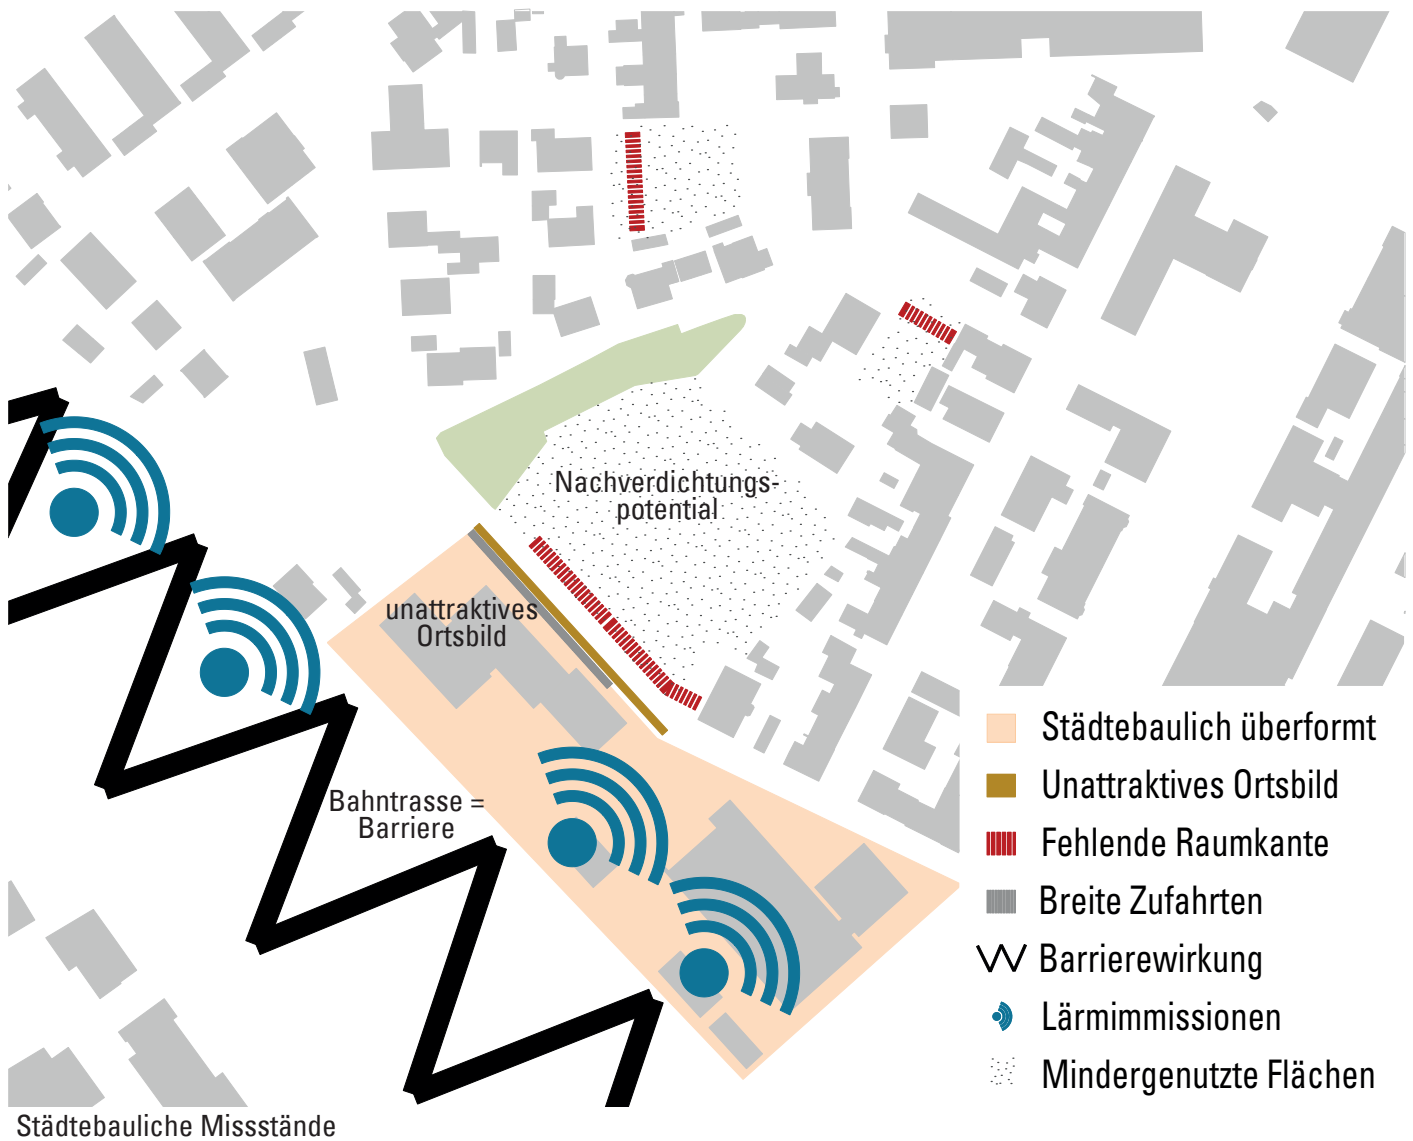 Nachverdichtungs-
potential
unattraktives
Ortsbild
Bahntrasse =
Barriere
Städtebaulich überformt
Unattraktives Ortsbild
Fehlende Raumkante
Breite Zufahrten
Barrierewirkung
Lärmimmissionen
Mindergenutzte Flächen
Städtebauliche Missstände